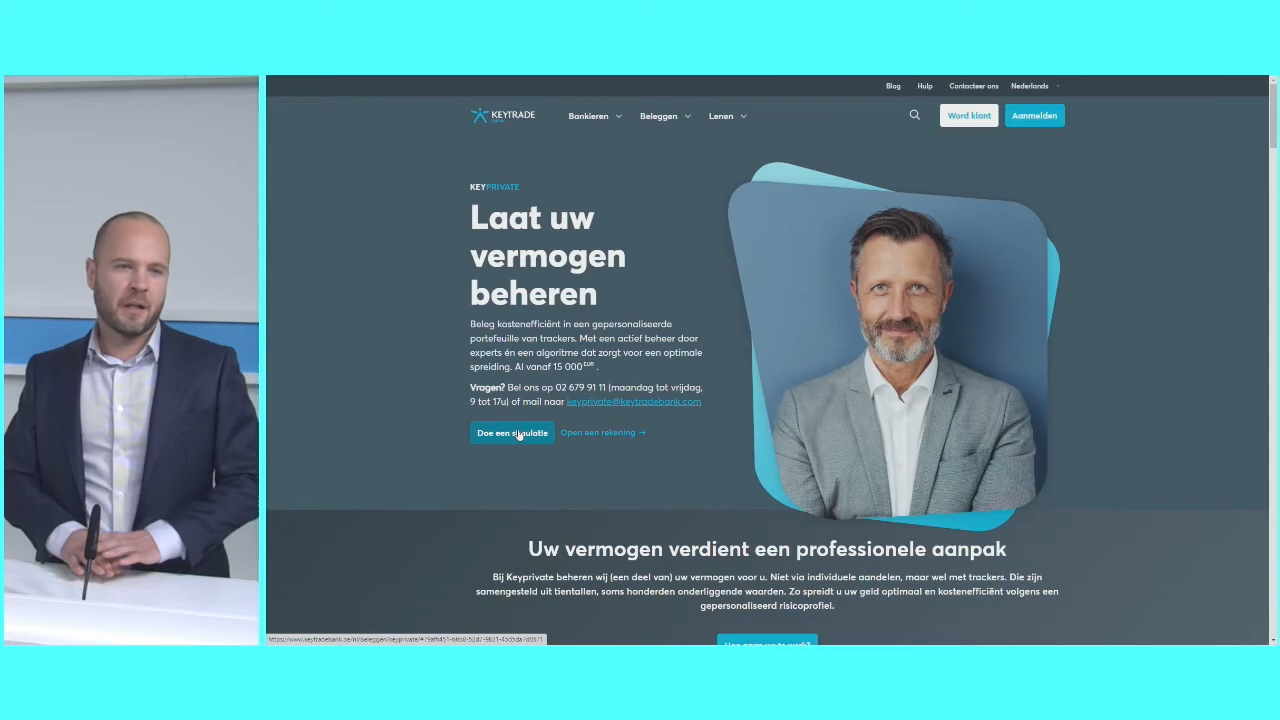 Blog Hulp Contacteer ons Nederlands
KEYTRADE Bankieren Beleggen Lenen Word klant Aanmelden
KEYPRIVATE
Laat uw
vermogen
beheren
Beleg kostenefficiënt in een gepersonaliseerde
portefeuille van trackers. Met een actief beheer door
experts én een algoritme dat zorgt voor een optimale
spreiding. Al vanaf 15 000 EUR .
Vragen? Bel ons op 02 679 91 11 (maandag tot vrijdag,
9 tot 17u) of mail naar keyprivate@keytradebank.com
Doe een simulatie Open een rekening →
Uw vermogen verdient een professionele aanpak
Bij Keyprivate beheren wij (een deel van) uw vermogen voor u. Niet via individuele aandelen, maar wel met trackers. Die zijn
samengesteld uit tientallen, soms honderden onderliggende waarden. Zo spreidt u uw geld optimaal en kostenefficiënt volgens een
gepersonaliseerd risicoprofiel.